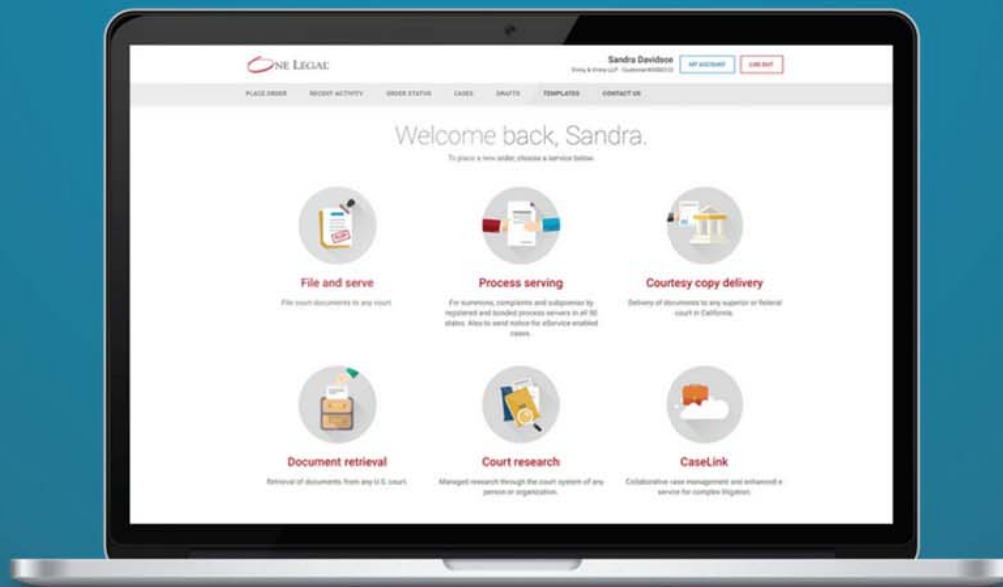 ONE LEGAL
Sandra Davidson
MY ACCOUNT
LOG OUT
PLACE ORDER
RECENT ACTIVITY
ORDER STATUS
CASES
DRAFTS
TEMPLATES
CONTACT US
Welcome back, Sandra.
To place a new order, choose a service below.
File and serve
File court documents to any court.
Process serving
For summons, complaints and subpoenas by
registered and bonded process servers in all 50
states. Also to send notice for eService enabled
cases.
Courtesy copy delivery
Delivery of documents to any superior or federal
court in California.
Document retrieval
Retrieval of documents from any U.S. court.
Court research
Managed research through the court system of any
person or organization.
CaseLink
Collaborative case management and enhanced e
service for complex litigation.